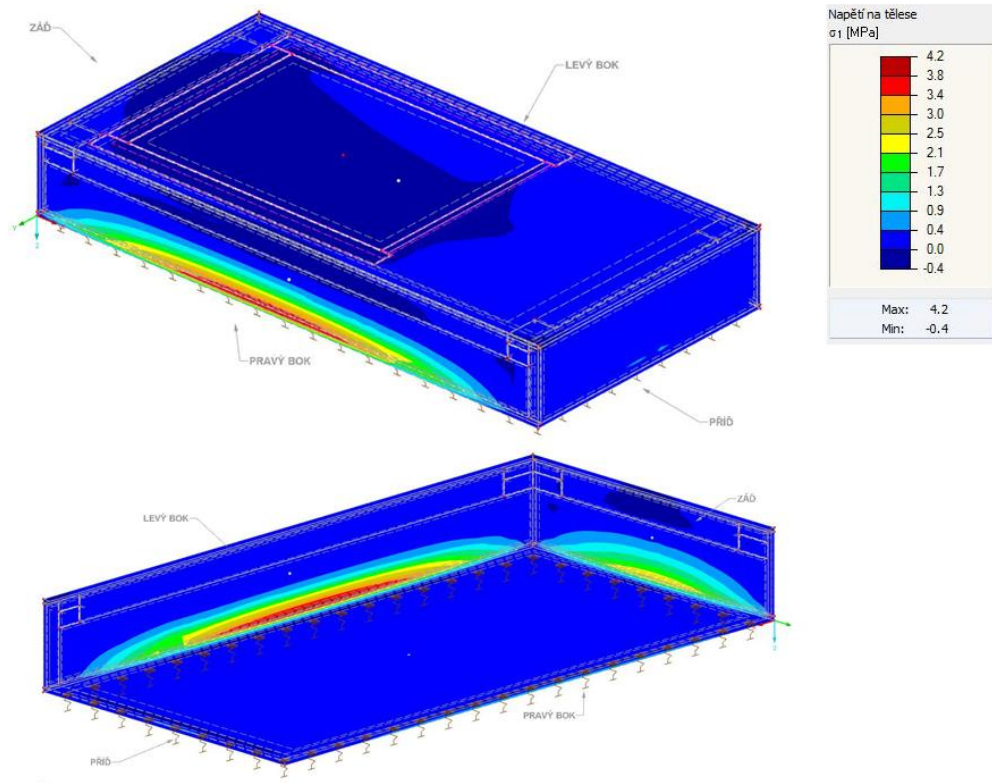 Napětí na tělese
σ1 [MPa]
4.2
3.8
3.4
3.0
2.5
2.1
1.7
1.3
0.9
0.4
0.0
-0.4
Max: 4.2
Min: -0.4
ZÁĎ
LEVÝ BOK
PRAVÝ BOK
PŘÍĎ
LEVÝ BOK
ZÁĎ
PRAVÝ BOK
PŘÍĎ